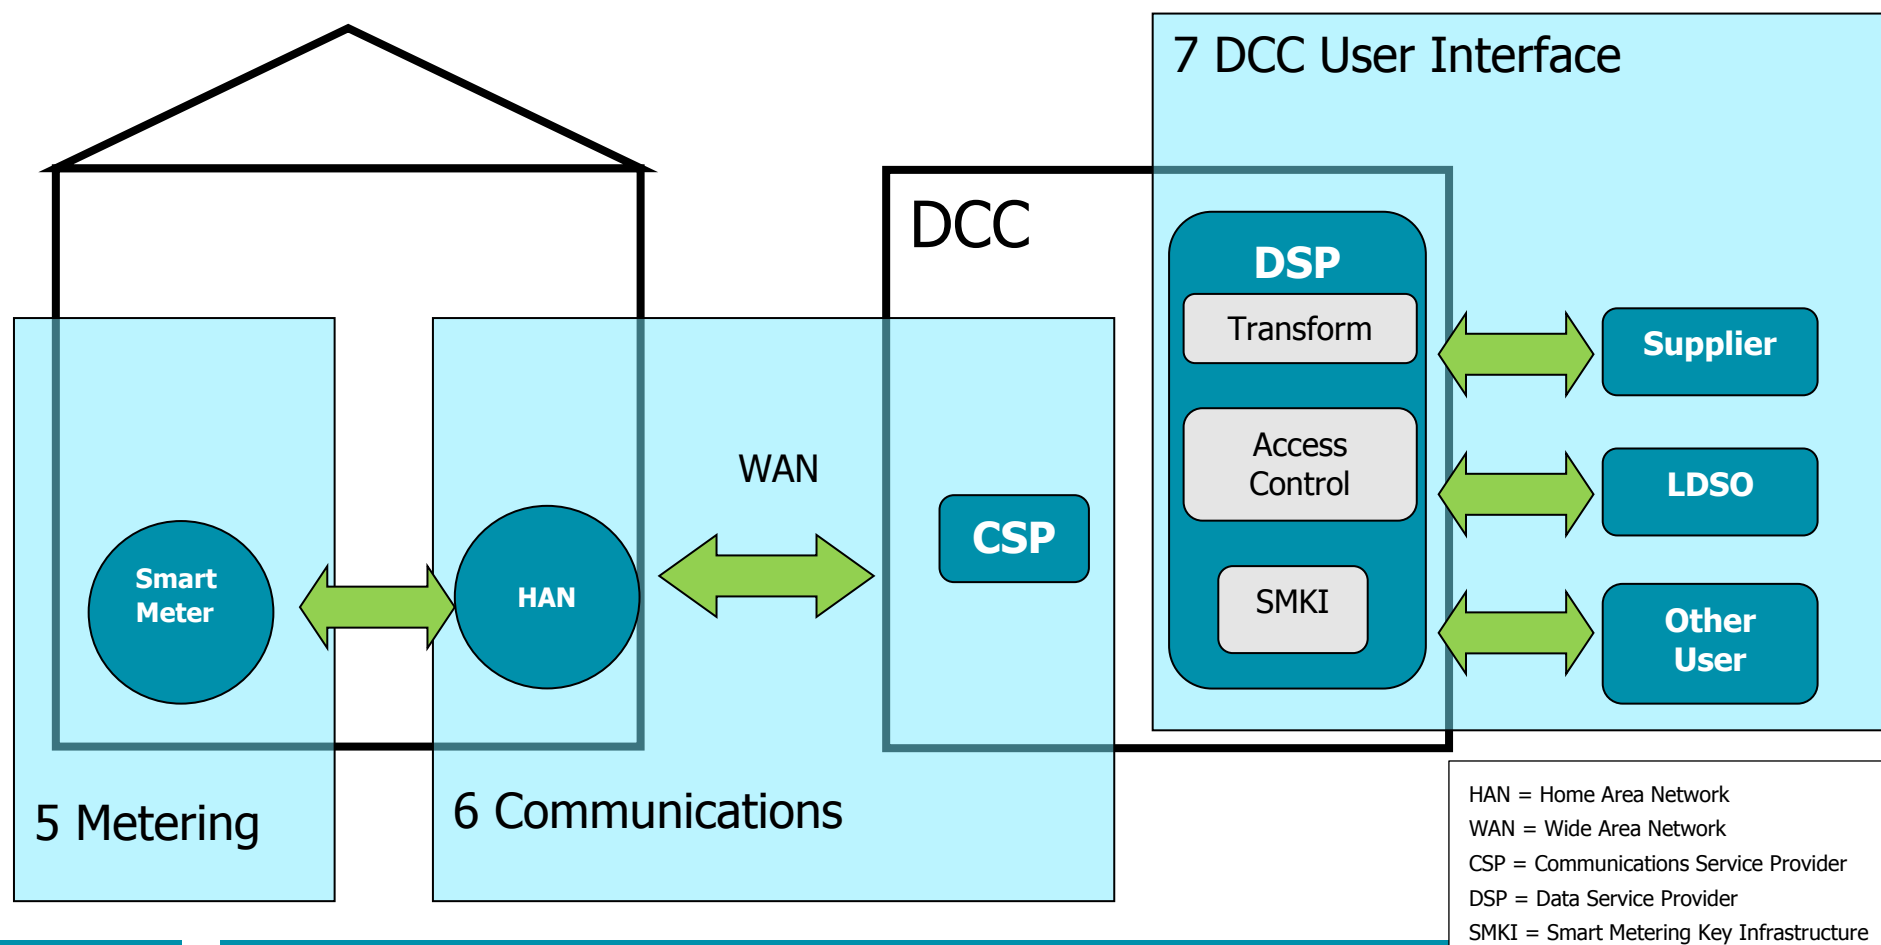 7 DCC User Interface
DCC
DSP
Transform
Supplier
Access
Control
WAN
LDSO
CSP
Smart
Meter
HAN
SMKI
Other
User
5 Metering
6 Communications
HAN = Home Area Network
WAN = Wide Area Network
CSP = Communications Service Provider
DSP = Data Service Provider
SMKI = Smart Metering Key Infrastructure